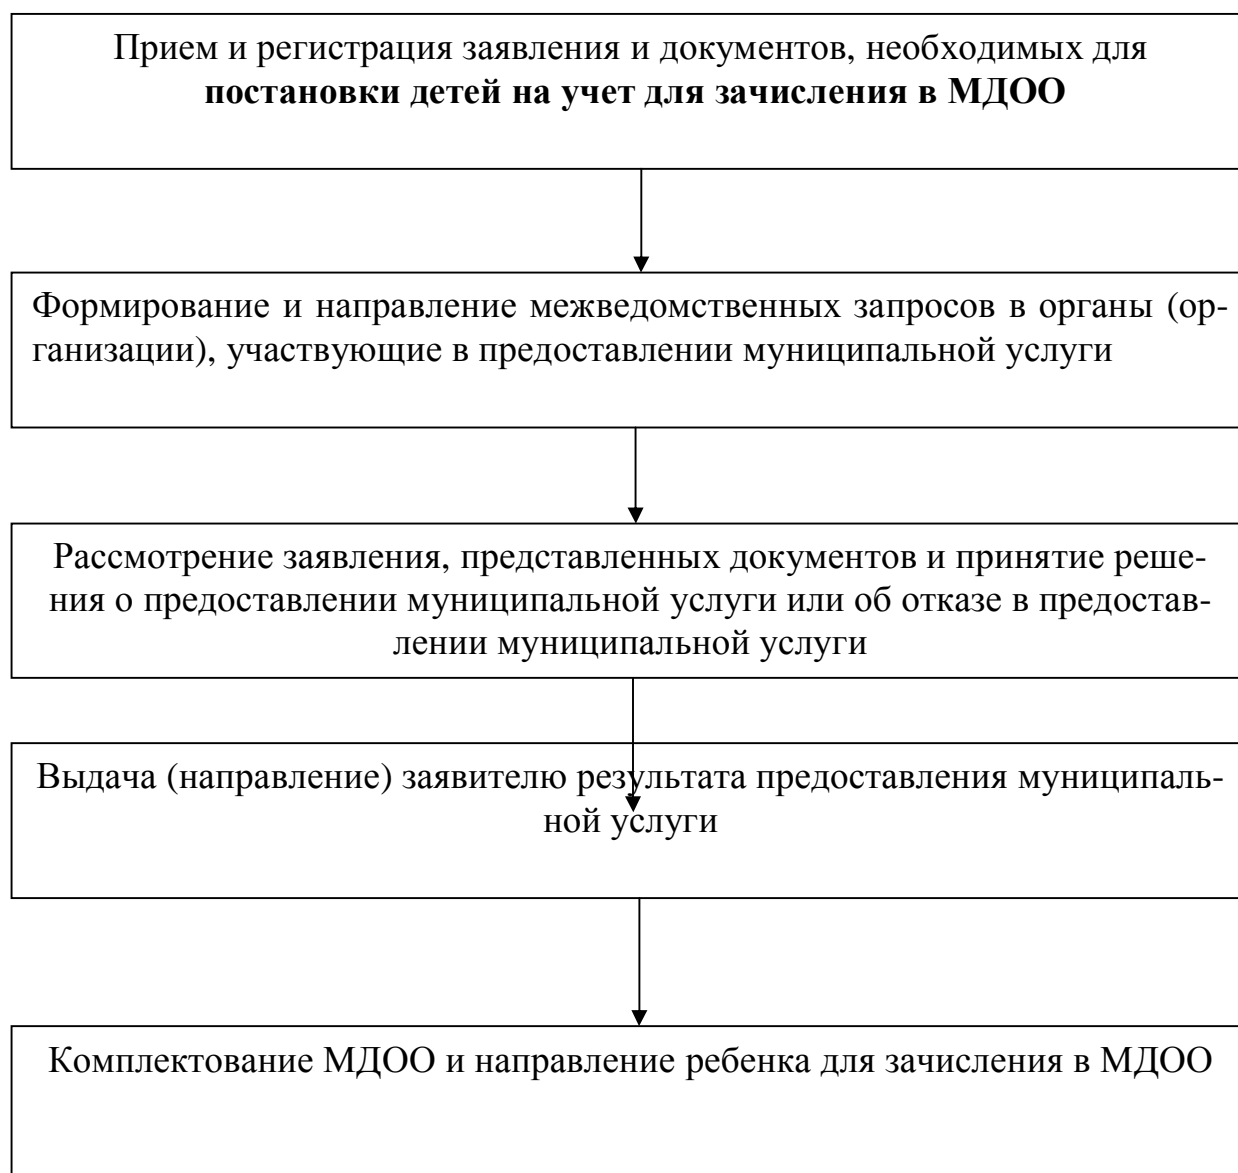 Прием и регистрация заявления и документов, необходимых для
постановки детей на учет для зачисления в МДОО
Формирование и направление межведомственных запросов в органы (ор-
ганизации), участвующие в предоставлении муниципальной услуги
Рассмотрение заявления, представленных документов и принятие реше-
ния о предоставлении муниципальной услуги или об отказе в предостав-
лении муниципальной услуги
Выдача (направление) заявителю результата предоставления муниципаль-
ной услуги
Комплектование МДОО и направление ребенка для зачисления в МДОО